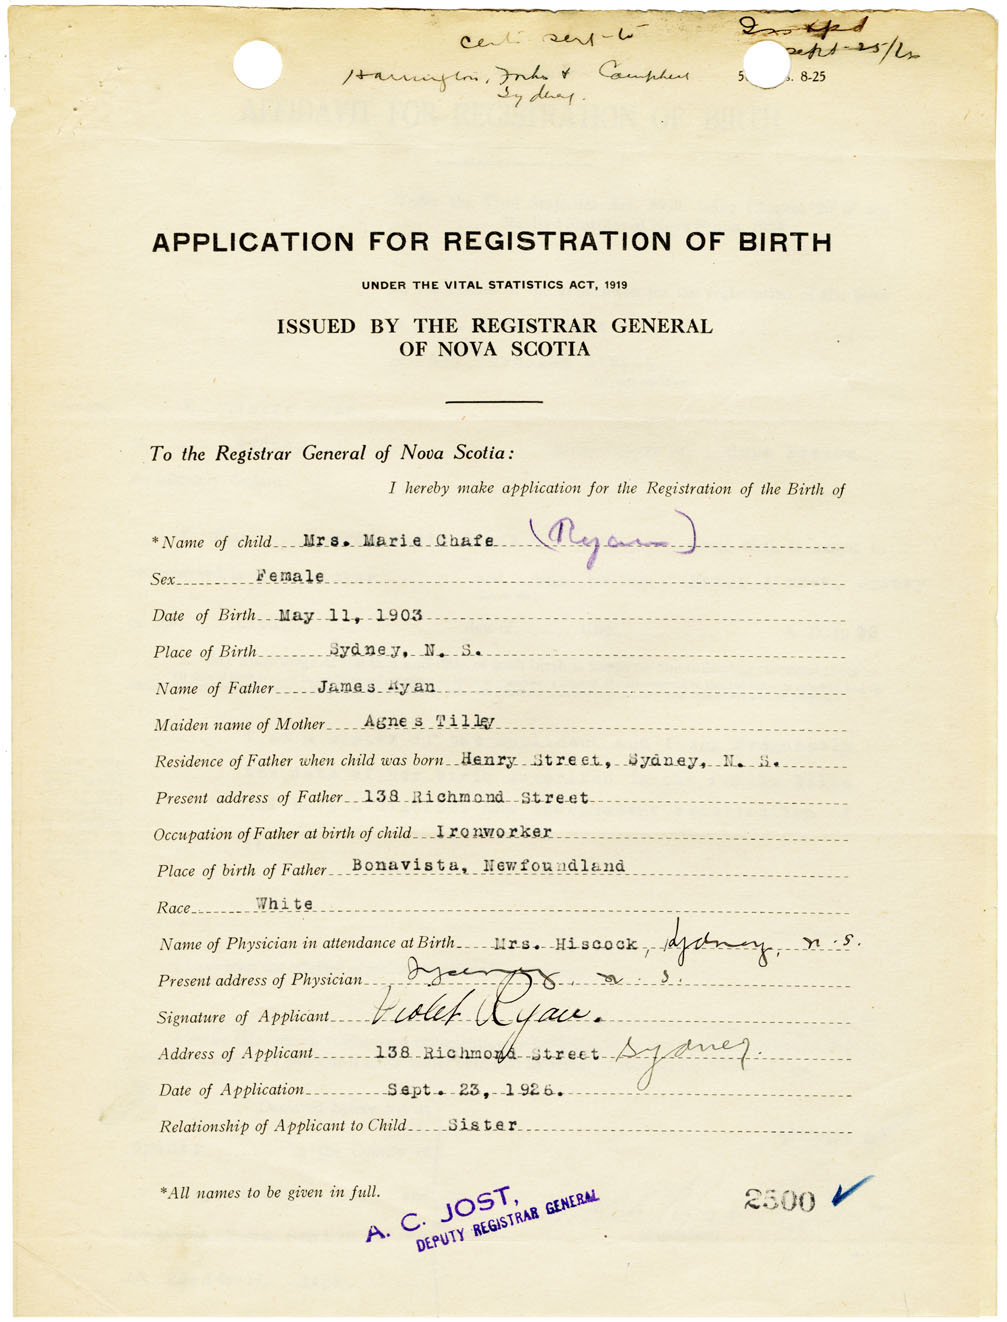 Cert sent to
Sept 25/26
Harrington, Forbes & Campbell
Sydney.
8-25
APPLICATION FOR REGISTRATION OF BIRTH
UNDER THE VITAL STATISTICS ACT, 1919
ISSUED BY THE REGISTRAR GENERAL
OF NOVA SCOTIA
To the Registrar General of Nova Scotia:
I hereby make application for the Registration of the Birth of
*Name of child Mrs. Marie Chafe (Ryan)
Sex Female
Date of Birth May 11, 1903
Place of Birth Sydney, N. S.
Name of Father James Ryan
Maiden name of Mother Agnes Tilly
Residence of Father when child was born Henry Street, Sydney, N. S.
Present address of Father 138 Richmond Street
Occupation of Father at birth of child Ironworker
Place of birth of Father Bonavista, Newfoundland
Race White
Name of Physician in attendance at Birth Mrs. Hiscock, Sydney, n. s.
Present address of Physician Sydney, n. s.
Signature of Applicant Violet Ryan.
Address of Applicant 138 Richmond Street Sydney.
Date of Application Sept. 23, 1926.
Relationship of Applicant to Child Sister
*All names to be given in full.
2500
A. C. JOST,
DEPUTY REGISTRAR GENERAL